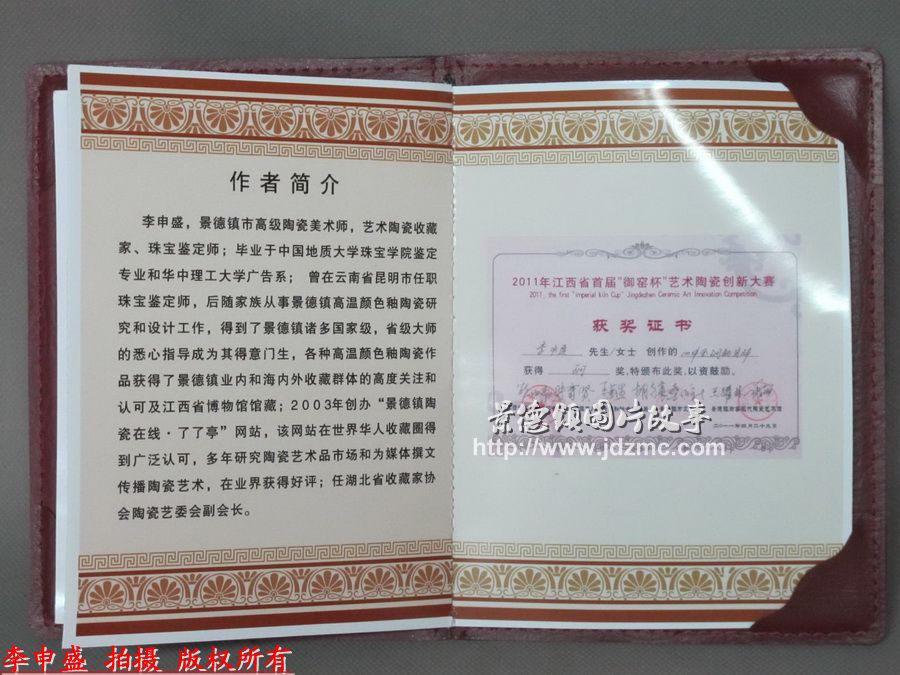 作者简介
李申盛，景德镇市高级陶瓷美术师，艺术陶瓷收藏
家、珠宝鉴定师；毕业于中国地质大学珠宝学院鉴定
专业和华中理工大学广告系； 曾在云南省昆明市任职
珠宝鉴定师，后随家族从事景德镇高温颜色釉陶瓷研
究和设计工作，得到了景德镇诸多国家级，省级大师
的悉心指导成为其得意门生，各种高温颜色釉陶瓷作
品获得了景德镇业内和海内外收藏群体的高度关注和
认可及江西省博物馆馆藏；2003年创办“景德镇陶
瓷在线·了了亭”网站，该网站在世界华人收藏圈得
到广泛认可，多年研究陶瓷艺术品市场和为媒体撰文
传播陶瓷艺术，在业界获得好评；任湖北省收藏家协
会陶瓷艺委会副会长。
2011年江西省首届"御窑杯"艺术陶瓷创新大赛
2011, the first "imperial kiln Cup" Jingdezhen Ceramic Art Innovation Competition
获奖证书
李申盛 先生/女士 创作的
获得 铜 奖,特颁布此奖,以资鼓励。
二〇一一年四月二十九日
景德镇图片故事
http://www.jdzmc.com
李申盛 拍摄 版权所有